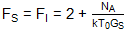 F_S = F_I = 2 + N_A / kT_0G_S